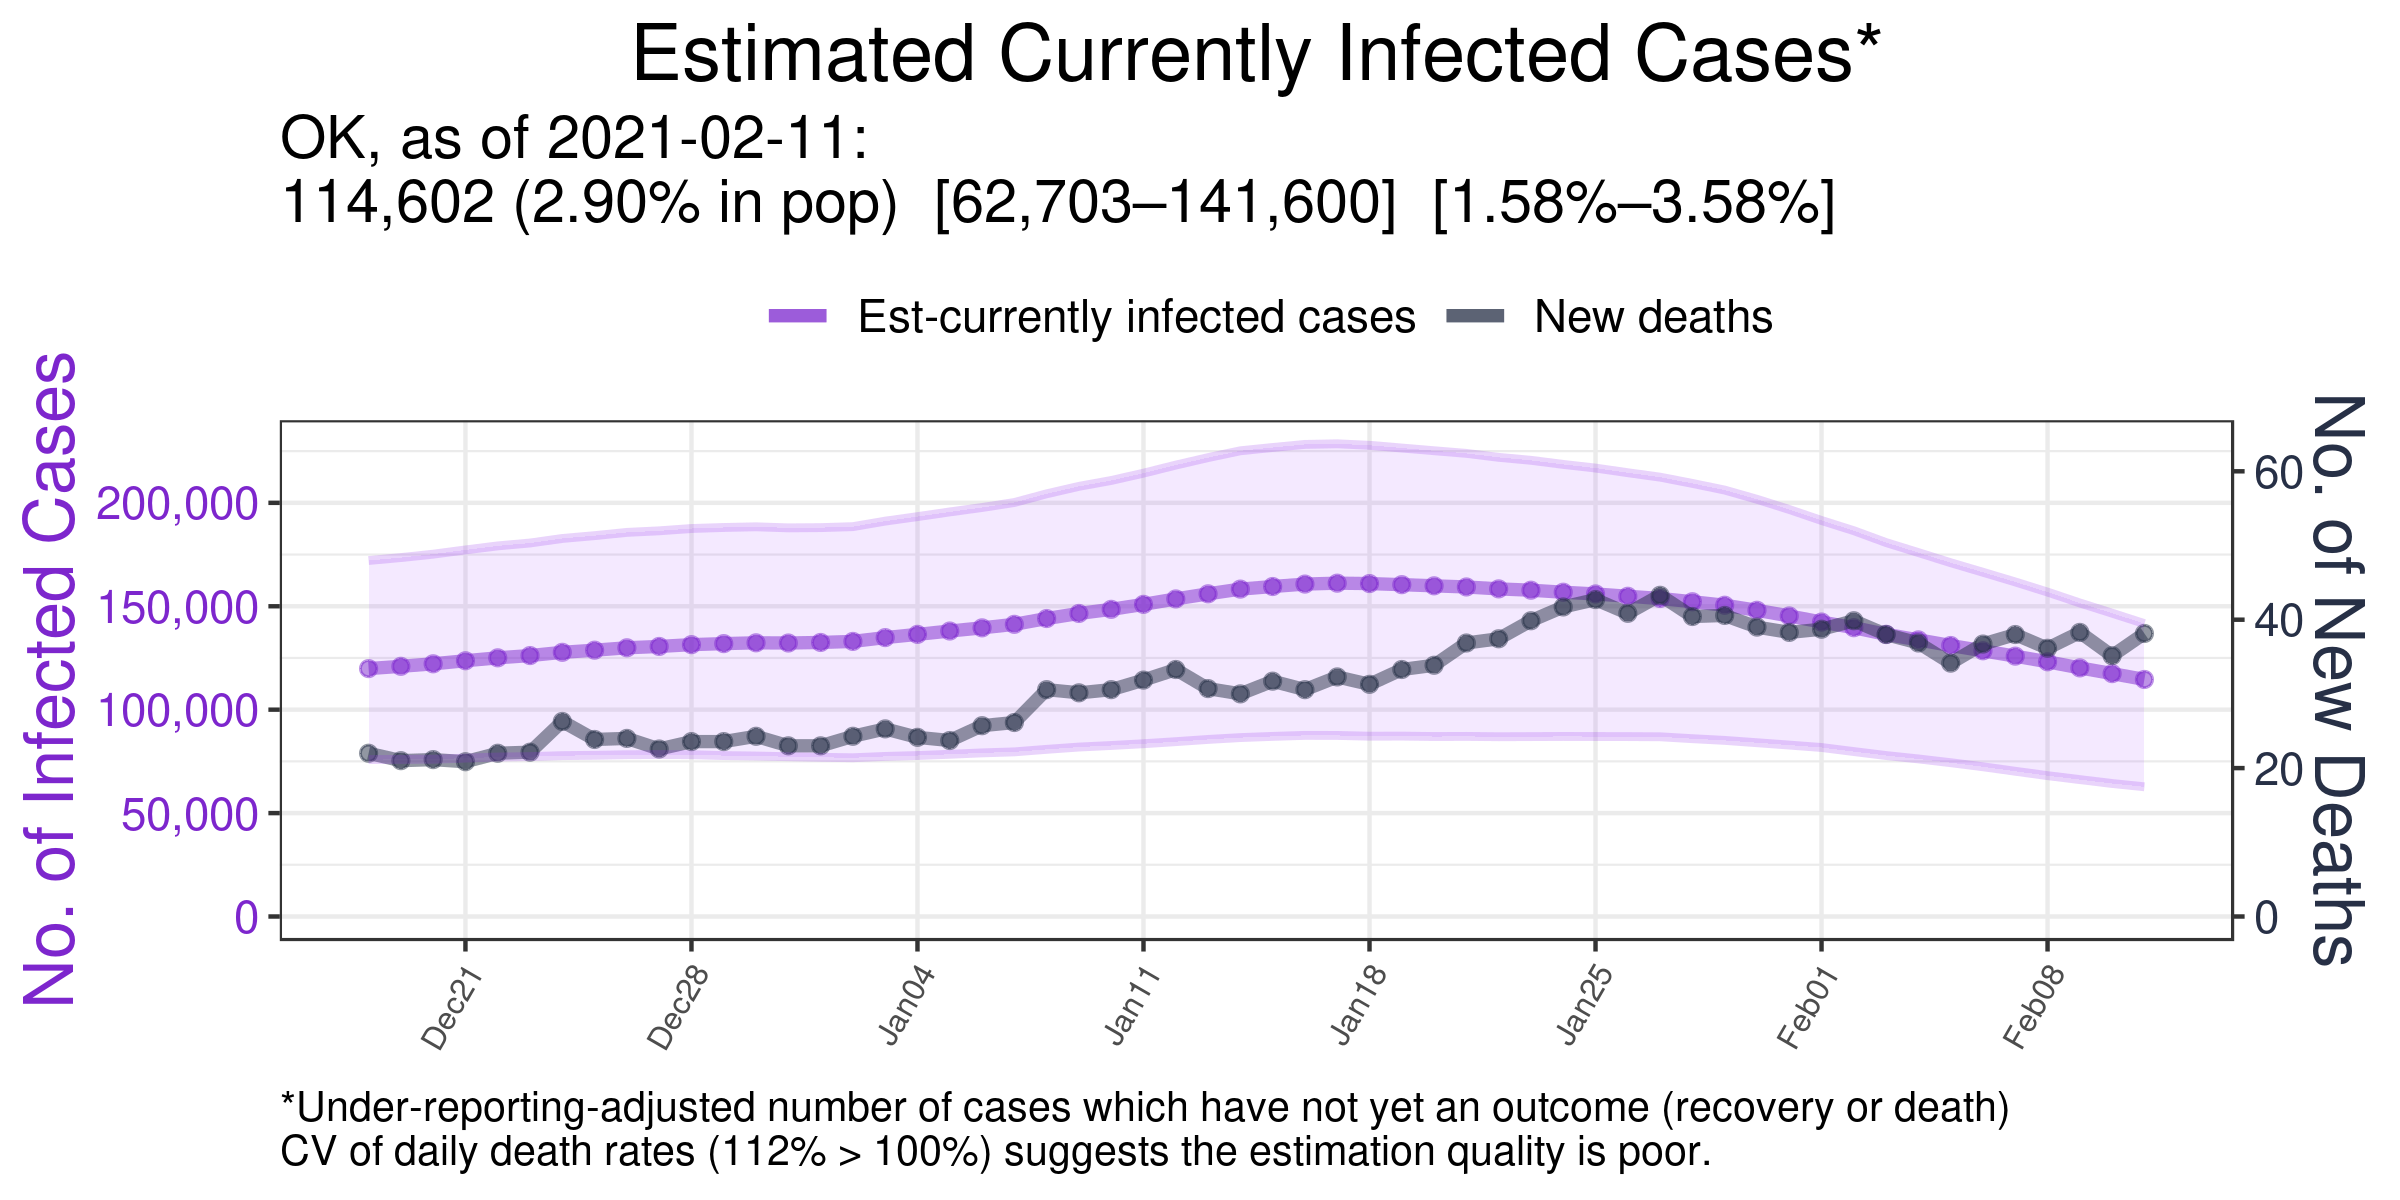 Estimated Currently Infected Cases*
OK, as of 2021-02-11:
114,602 (2.90% in pop)  [62,703–141,600]  [1.58%–3.58%]
Est-currently infected cases
New deaths
No. of Infected Cases
200,000
150,000
100,000
50,000
0
60
40
20
0
No. of New Deaths
Dec21
Dec28
Jan04
Jan11
Jan18
Jan25
Feb01
Feb08
*Under-reporting-adjusted number of cases which have not yet an outcome (recovery or death)
CV of daily death rates (112% > 100%) suggests the estimation quality is poor.